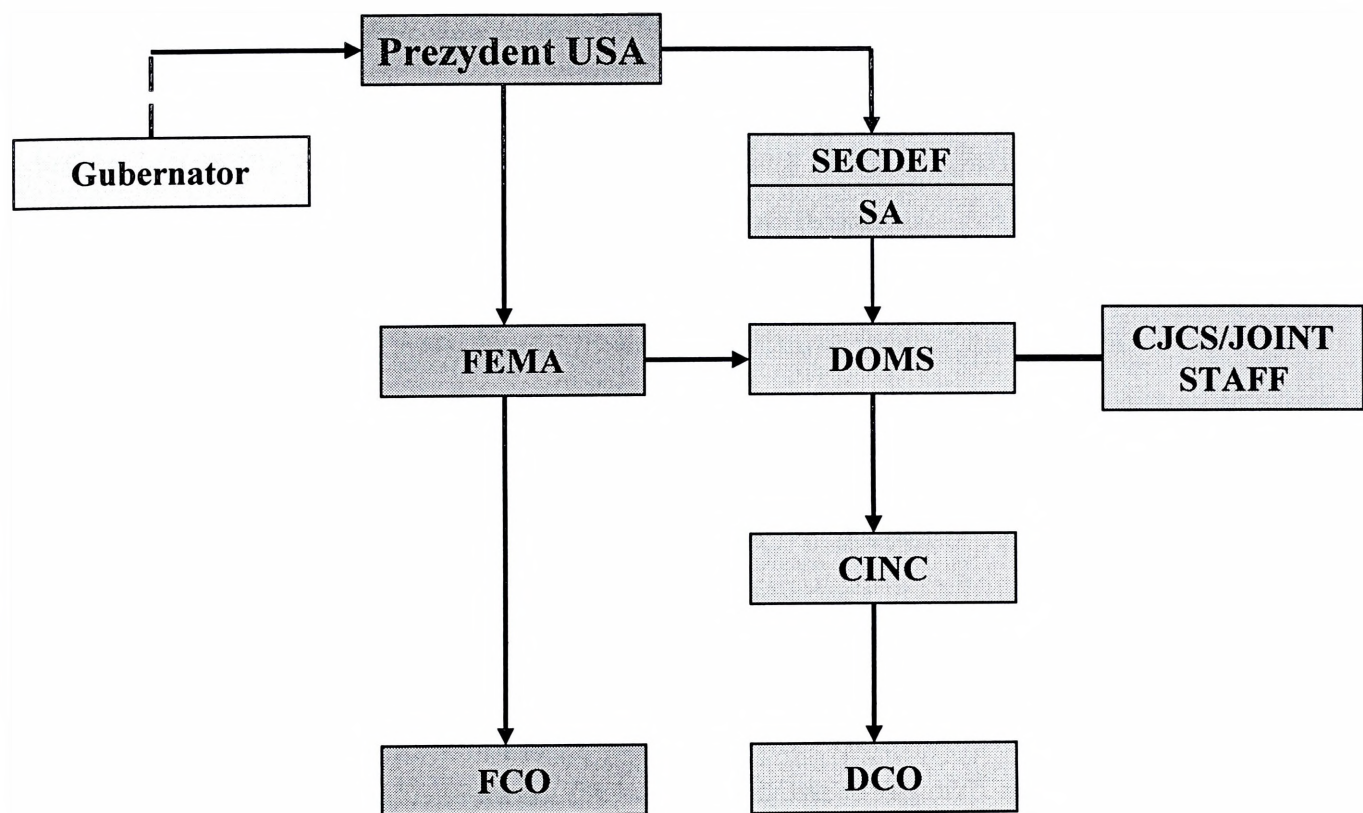 Prezydent USA
Gubernator
SECDEF
SA
FEMA
DOMS
CJCS/JOINT
STAFF
CINC
FCO
DCO